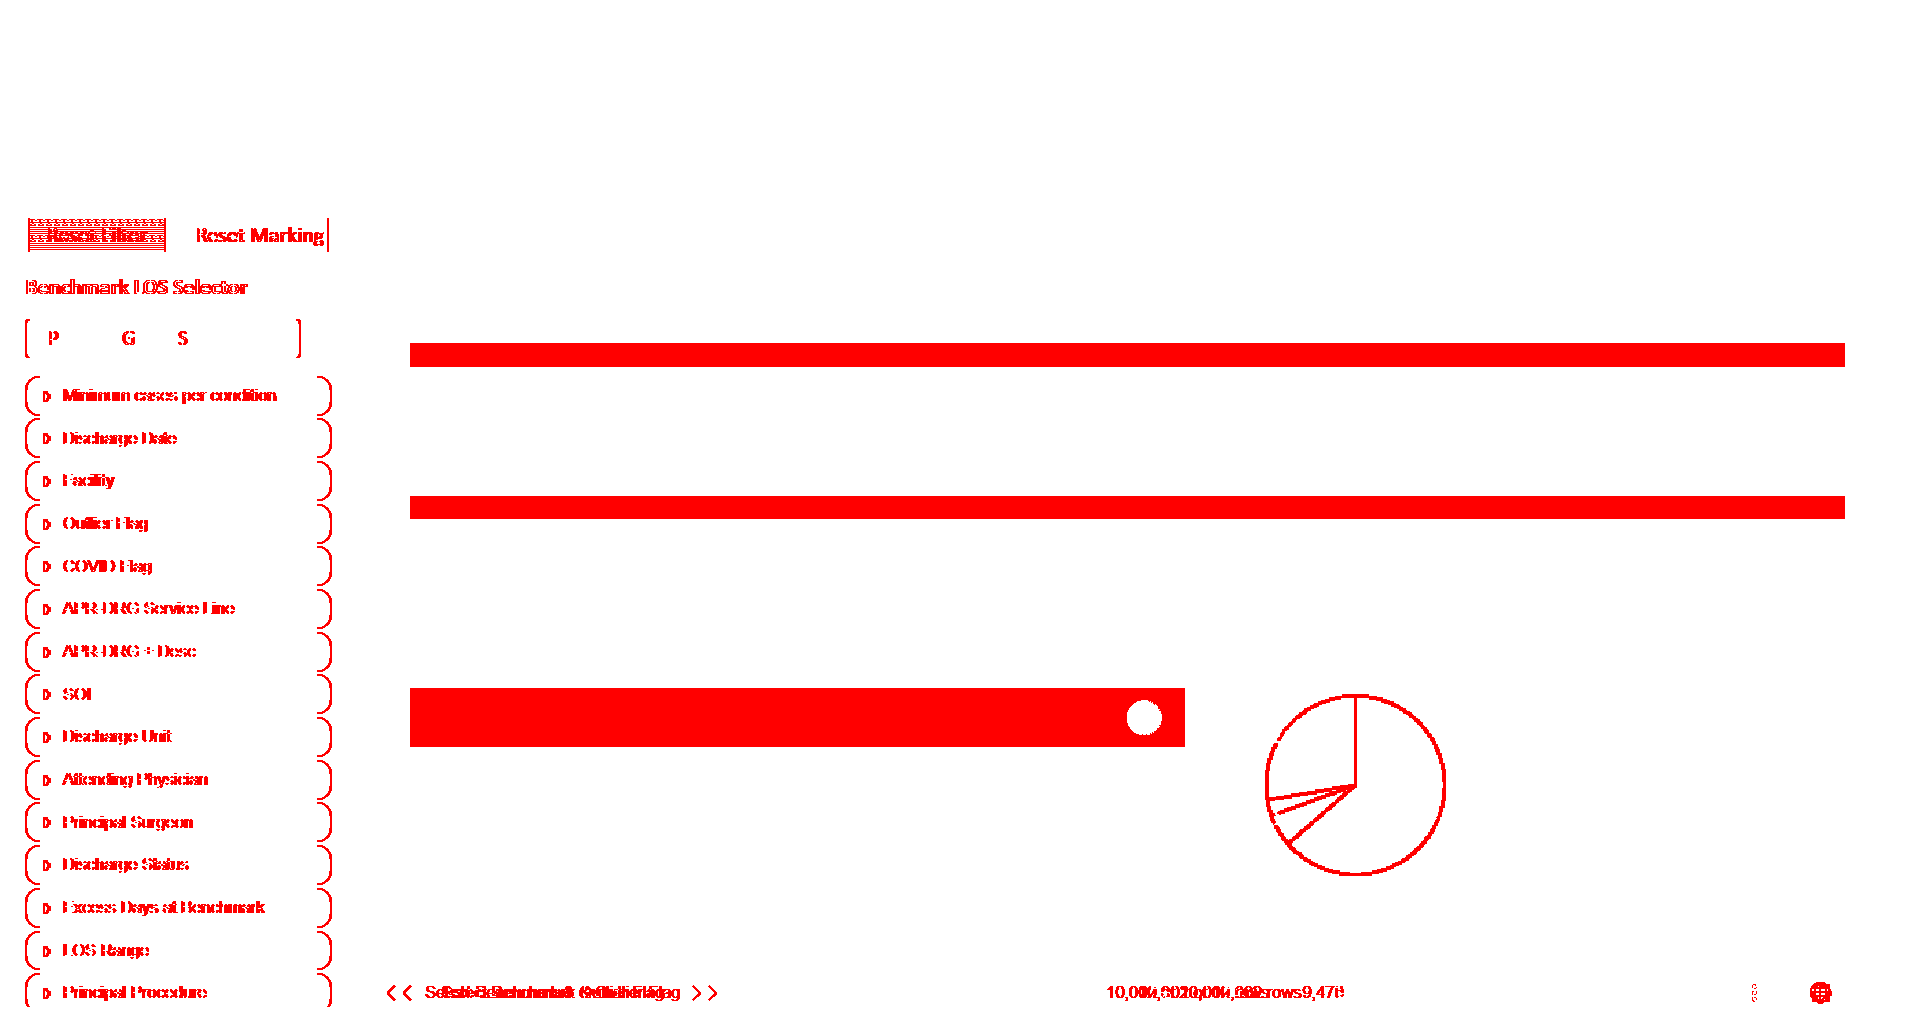 Reset Filter
Reset Marking
Benchmark LOS Selector
P G S
Minimum cases per condition
Discharge Date
Facility
Outlier Flag
COVID Flag
APR-DRG Service Line
APR-DRG + Desc
SOI
Discharge Unit
Attending Physician
Principal Surgeon
Discharge Status
Excess Days at Benchmark
LOS Range
Principal Procedure